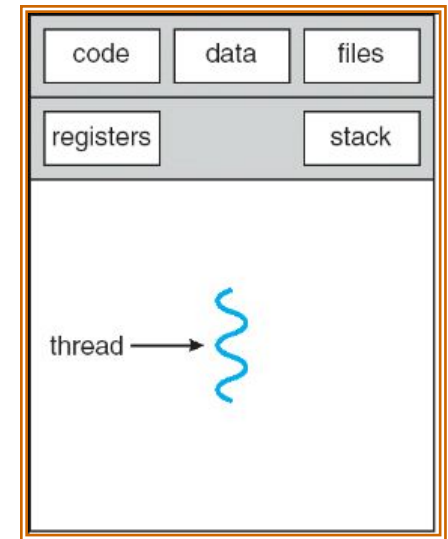 code data files
registers stack
thread